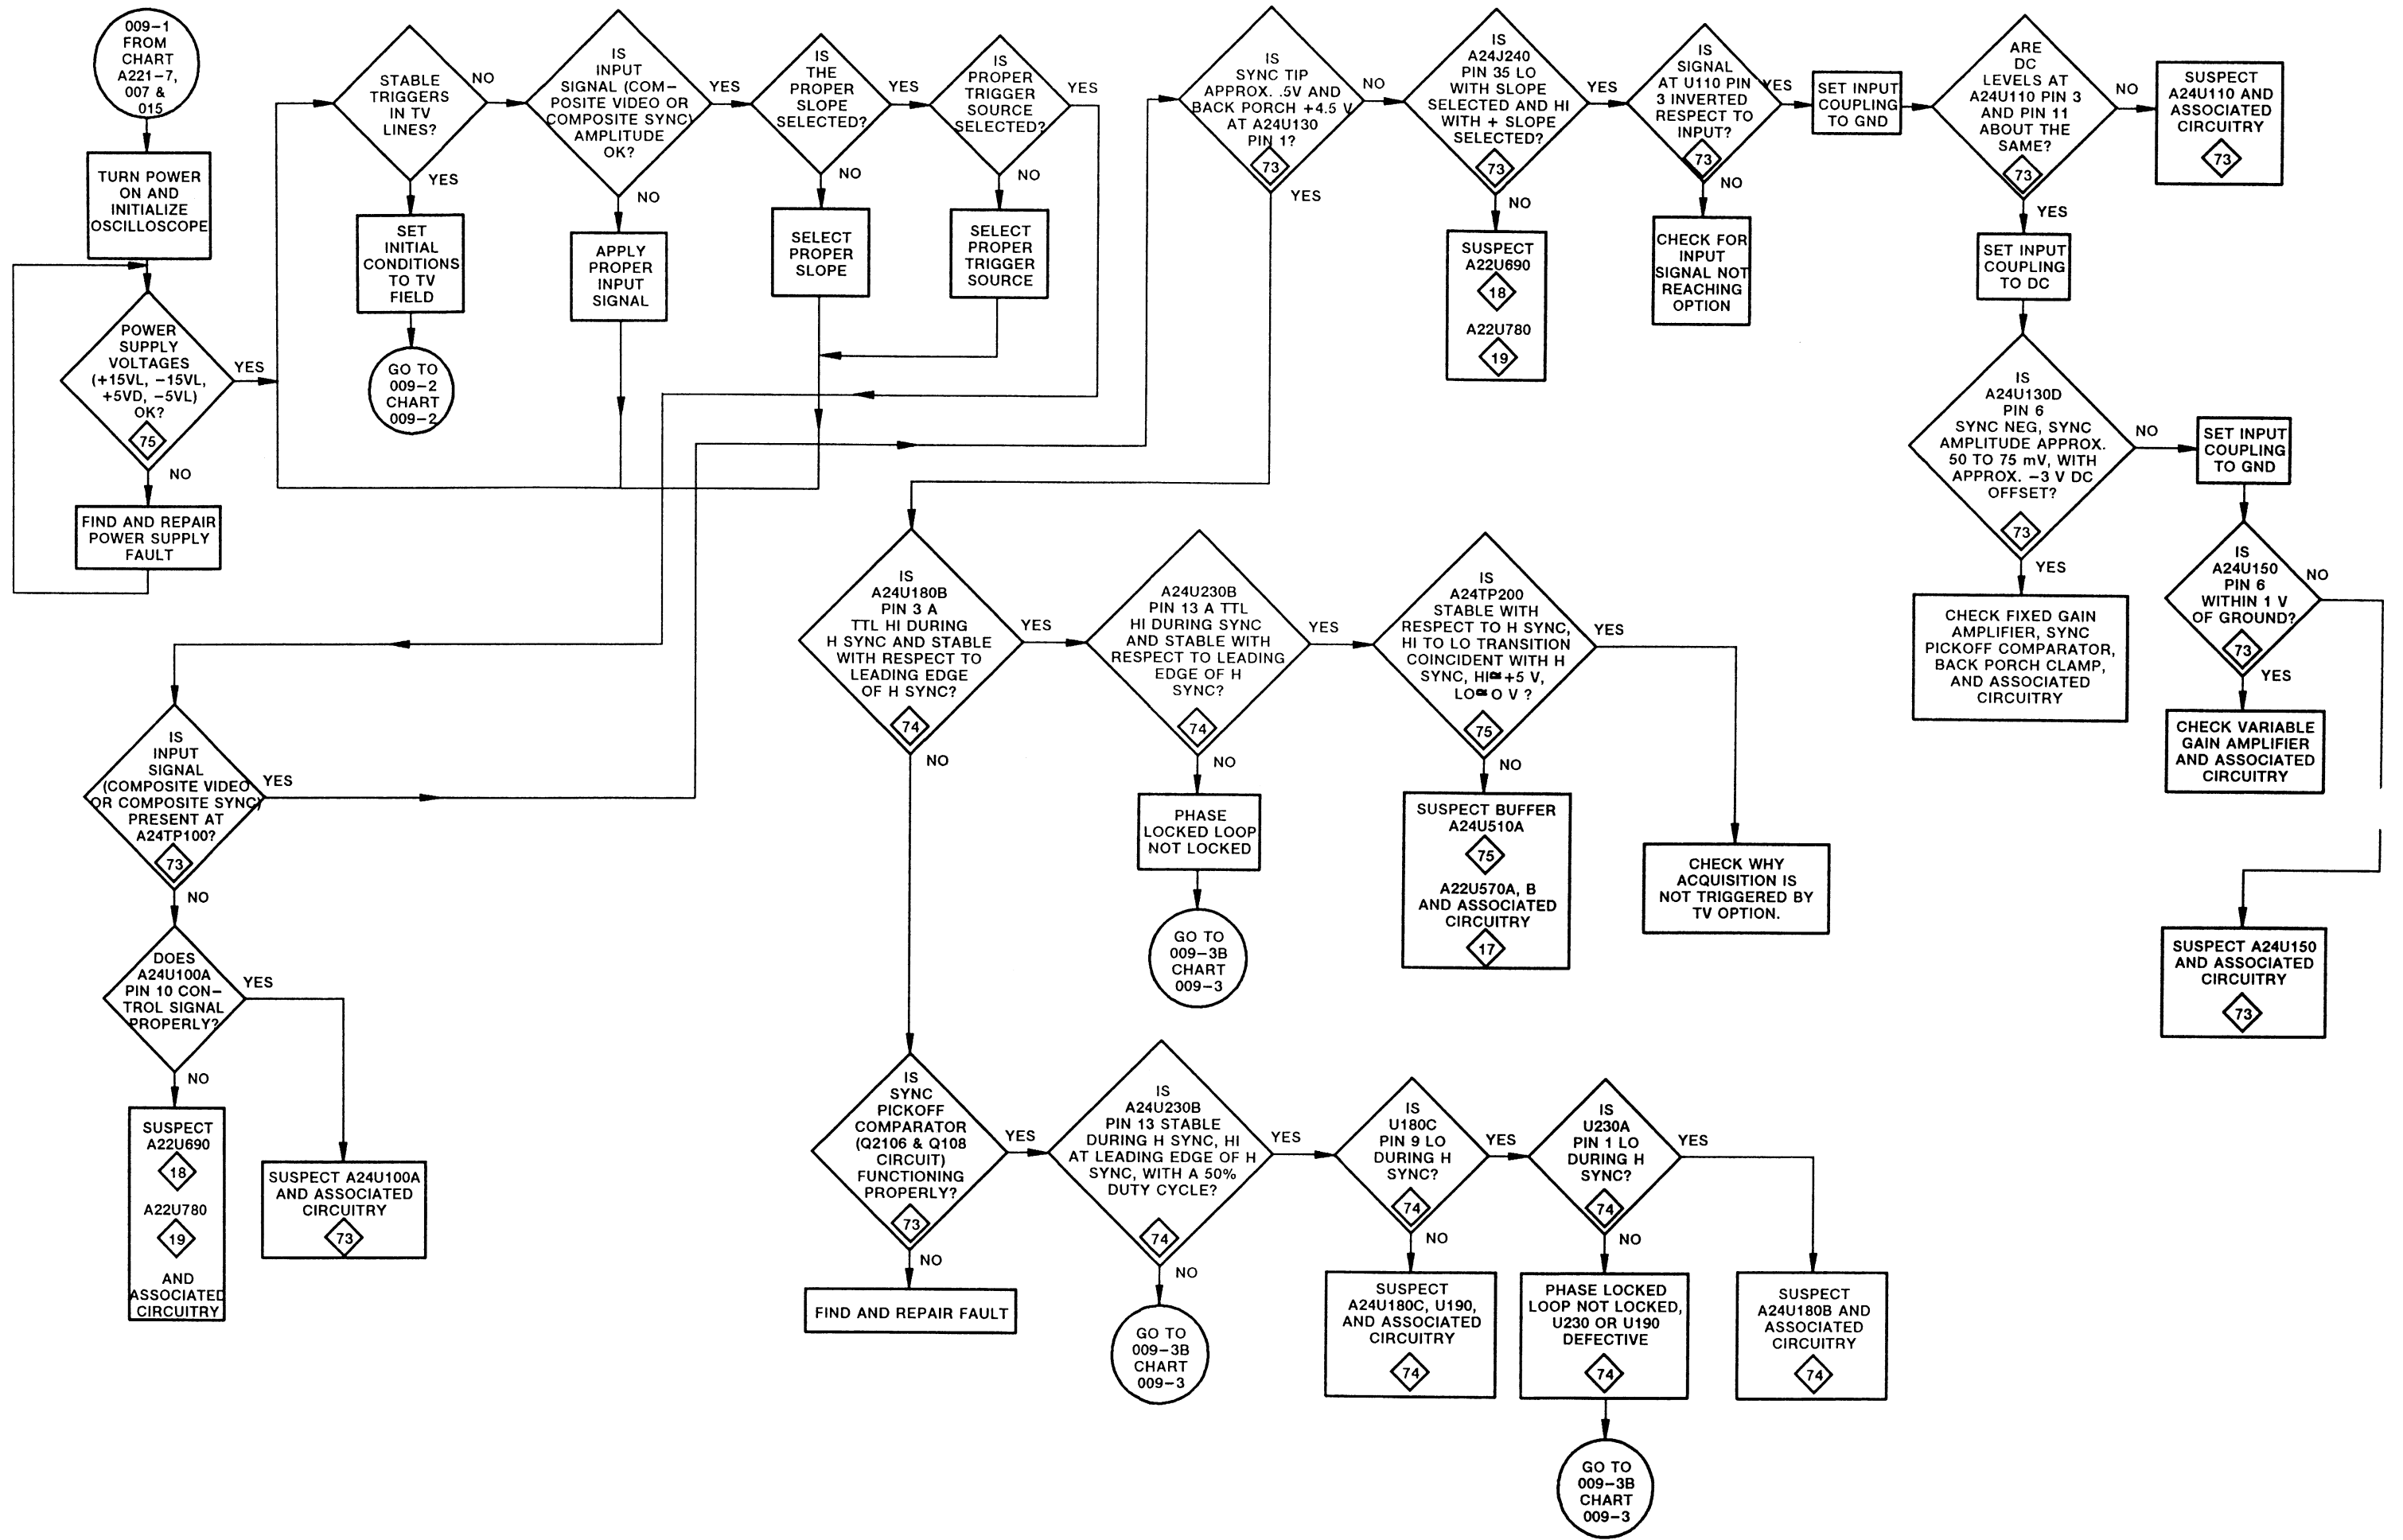 009-1
FROM
CHART
A221-7,
007 &
015
TURN POWER
ON AND
INITIALIZE
OSCILLOSCOPE
POWER
SUPPLY
VOLTAGES
(+15VL, -15VL,
+5VD, -5VL)
OK?
75
YES
NO
FIND AND REPAIR
POWER SUPPLY
FAULT
STABLE
TRIGGERS
IN TV
LINES?
NO
YES
SET
INITIAL
CONDITIONS
TO TV
FIELD
GO TO
009-2
CHART
009-2
IS
INPUT
SIGNAL (COM-
POSITE VIDEO OR
COMPOSITE SYNC)
AMPLITUDE
OK?
YES
NO
APPLY
PROPER
INPUT
SIGNAL
IS
THE
PROPER
SLOPE
SELECTED?
YES
NO
SELECT
PROPER
SLOPE
IS
PROPER
TRIGGER
SOURCE
SELECTED?
YES
NO
SELECT
PROPER
TRIGGER
SOURCE
IS
INPUT
SIGNAL
(COMPOSITE VIDEO
OR COMPOSITE SYNC)
PRESENT AT
A24TP100?
73
YES
NO
DOES
A24U100A
PIN 10 CON-
TROL SIGNAL
PROPERLY?
YES
NO
SUSPECT
A22U690
18
A22U780
19
AND
ASSOCIATED
CIRCUITRY
SUSPECT A24U100A
AND ASSOCIATED
CIRCUITRY
73
IS
SYNC TIP
APPROX. .5V AND
BACK PORCH +4.5 V
AT A24U130
PIN 1?
73
NO
YES
IS
A24J240
PIN 35 LO
WITH SLOPE
SELECTED AND HI
WITH + SLOPE
SELECTED?
73
YES
NO
SUSPECT
A22U690
18
A22U780
19
IS
SIGNAL
AT U110 PIN
3 INVERTED
RESPECT TO
INPUT?
73
YES
NO
CHECK FOR
INPUT
SIGNAL NOT
REACHING
OPTION
SET INPUT
COUPLING
TO GND
ARE
DC
LEVELS AT
A24U110 PIN 3
AND PIN 11
ABOUT THE
SAME?
73
NO
YES
SUSPECT
A24U110 AND
ASSOCIATED
CIRCUITRY
73
SET INPUT
COUPLING
TO DC
IS
A24U130D
PIN 6
SYNC NEG, SYNC
AMPLITUDE APPROX.
50 TO 75 mV, WITH
APPROX. -3 V DC
OFFSET?
73
NO
YES
CHECK FIXED GAIN
AMPLIFIER, SYNC
PICKOFF COMPARATOR,
BACK PORCH CLAMP,
AND ASSOCIATED
CIRCUITRY
SET INPUT
COUPLING
TO GND
IS
A24U150
PIN 6
WITHIN 1 V
OF GROUND?
73
NO
YES
CHECK VARIABLE
GAIN AMPLIFIER
AND ASSOCIATED
CIRCUITRY
SUSPECT A24U150
AND ASSOCIATED
CIRCUITRY
73
IS
A24U180B
PIN 3 A
TTL HI DURING
H SYNC AND STABLE
WITH RESPECT TO
LEADING EDGE
OF H SYNC?
74
YES
NO
A24U230B
PIN 13 A TTL
HI DURING SYNC
AND STABLE WITH
RESPECT TO LEADING
EDGE OF H
SYNC?
74
YES
NO
PHASE
LOCKED LOOP
NOT LOCKED
GO TO
009-3B
CHART
009-3
IS
A24TP200
STABLE WITH
RESPECT TO H SYNC,
HI TO LO TRANSITION
COINCIDENT WITH H
SYNC, HI≅+5 V,
LO≅O V ?
75
YES
NO
SUSPECT BUFFER
A24U510A
75
A22U570A, B
AND ASSOCIATED
CIRCUITRY
17
CHECK WHY
ACQUISITION IS
NOT TRIGGERED BY
TV OPTION.
IS
SYNC
PICKOFF
COMPARATOR
(Q2106 & Q108
CIRCUIT)
FUNCTIONING
PROPERLY?
73
YES
NO
FIND AND REPAIR FAULT
IS
A24U230B
PIN 13 STABLE
DURING H SYNC, HI
AT LEADING EDGE OF H
SYNC, WITH A 50%
DUTY CYCLE?
74
YES
NO
GO TO
009-3B
CHART
009-3
IS
U180C
PIN 9 LO
DURING H
SYNC?
74
YES
NO
SUSPECT
A24U180C, U190,
AND ASSOCIATED
CIRCUITRY
74
IS
U230A
PIN 1 LO
DURING H
SYNC?
74
YES
NO
PHASE LOCKED
LOOP NOT LOCKED,
U230 OR U190
DEFECTIVE
74
GO TO
009-3B
CHART
009-3
SUSPECT
A24U180B AND
ASSOCIATED
CIRCUITRY
74